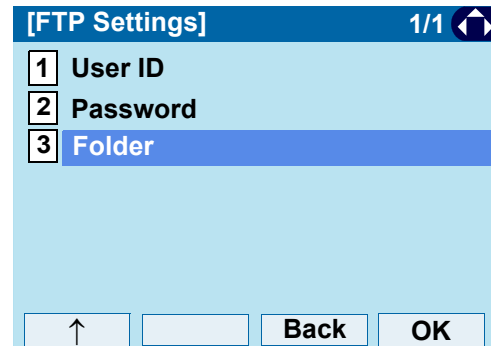 [FTP Settings] 1/1
1 User ID
2 Password
3 Folder
↑ Back OK